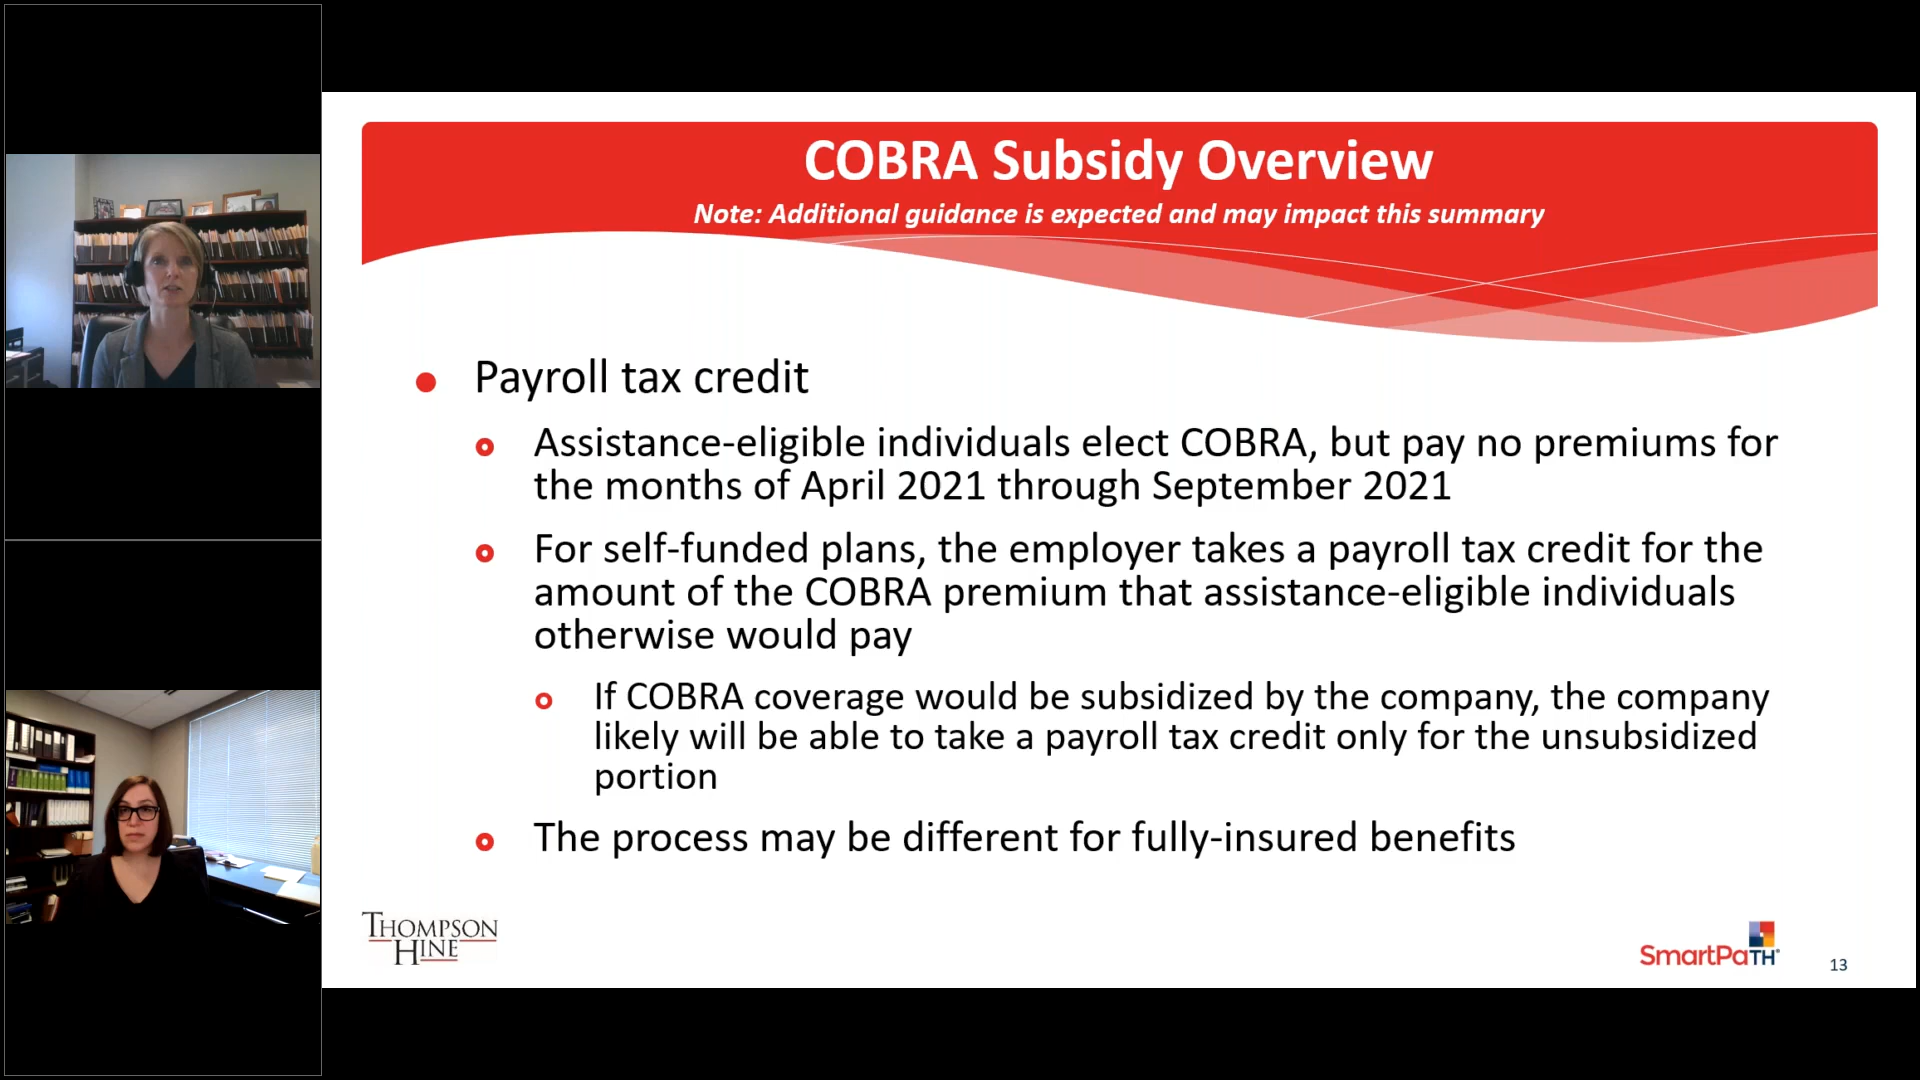 COBRA Subsidy Overview
Note: Additional guidance is expected and may impact this summary
Payroll tax credit
Assistance-eligible individuals elect COBRA, but pay no premiums for
the months of April 2021 through September 2021
For self-funded plans, the employer takes a payroll tax credit for the
amount of the COBRA premium that assistance-eligible individuals
otherwise would pay
If COBRA coverage would be subsidized by the company, the company
likely will be able to take a payroll tax credit only for the unsubsidized
portion
The process may be different for fully-insured benefits
THOMPSON
HINE
SmartPaTH
13